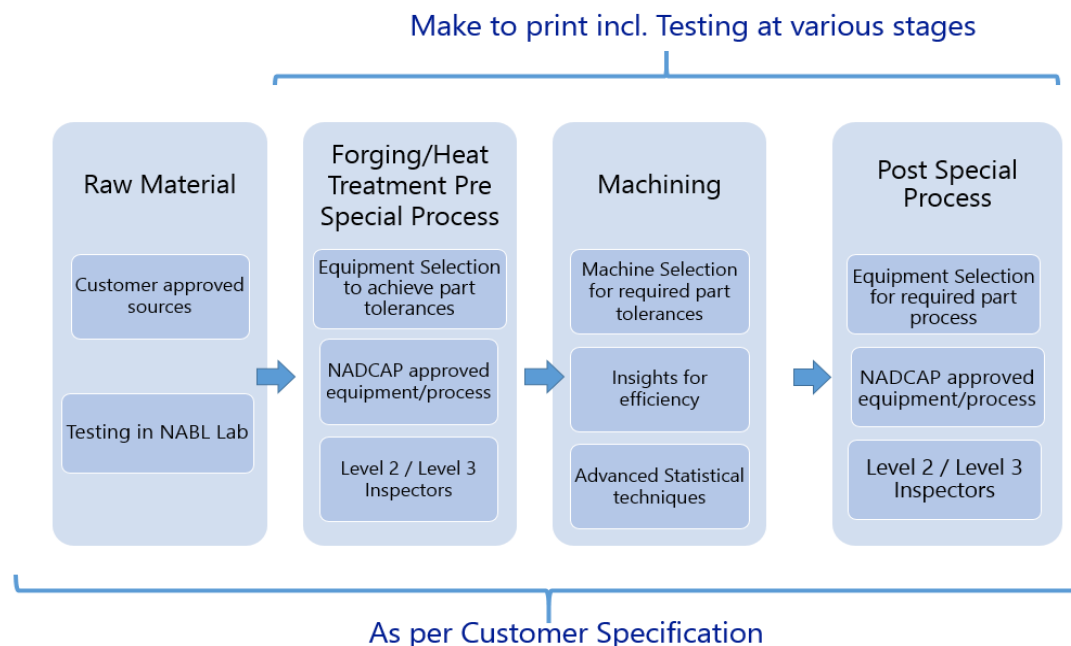 Make to print incl. Testing at various stages
Raw Material
Customer approved
sources
Testing in NABL Lab
Forging/Heat
Treatment Pre
Special Process
Equipment Selection
to achieve part
tolerances
NADCAP approved
equipment/process
Level 2 / Level 3
Inspectors
Machining
Machine Selection
for required part
tolerances
Insights for
efficiency
Advanced Statistical
techniques
Post Special
Process
Equipment Selection
for required part
process
NADCAP approved
equipment/process
Level 2 / Level 3
Inspectors
As per Customer Specification